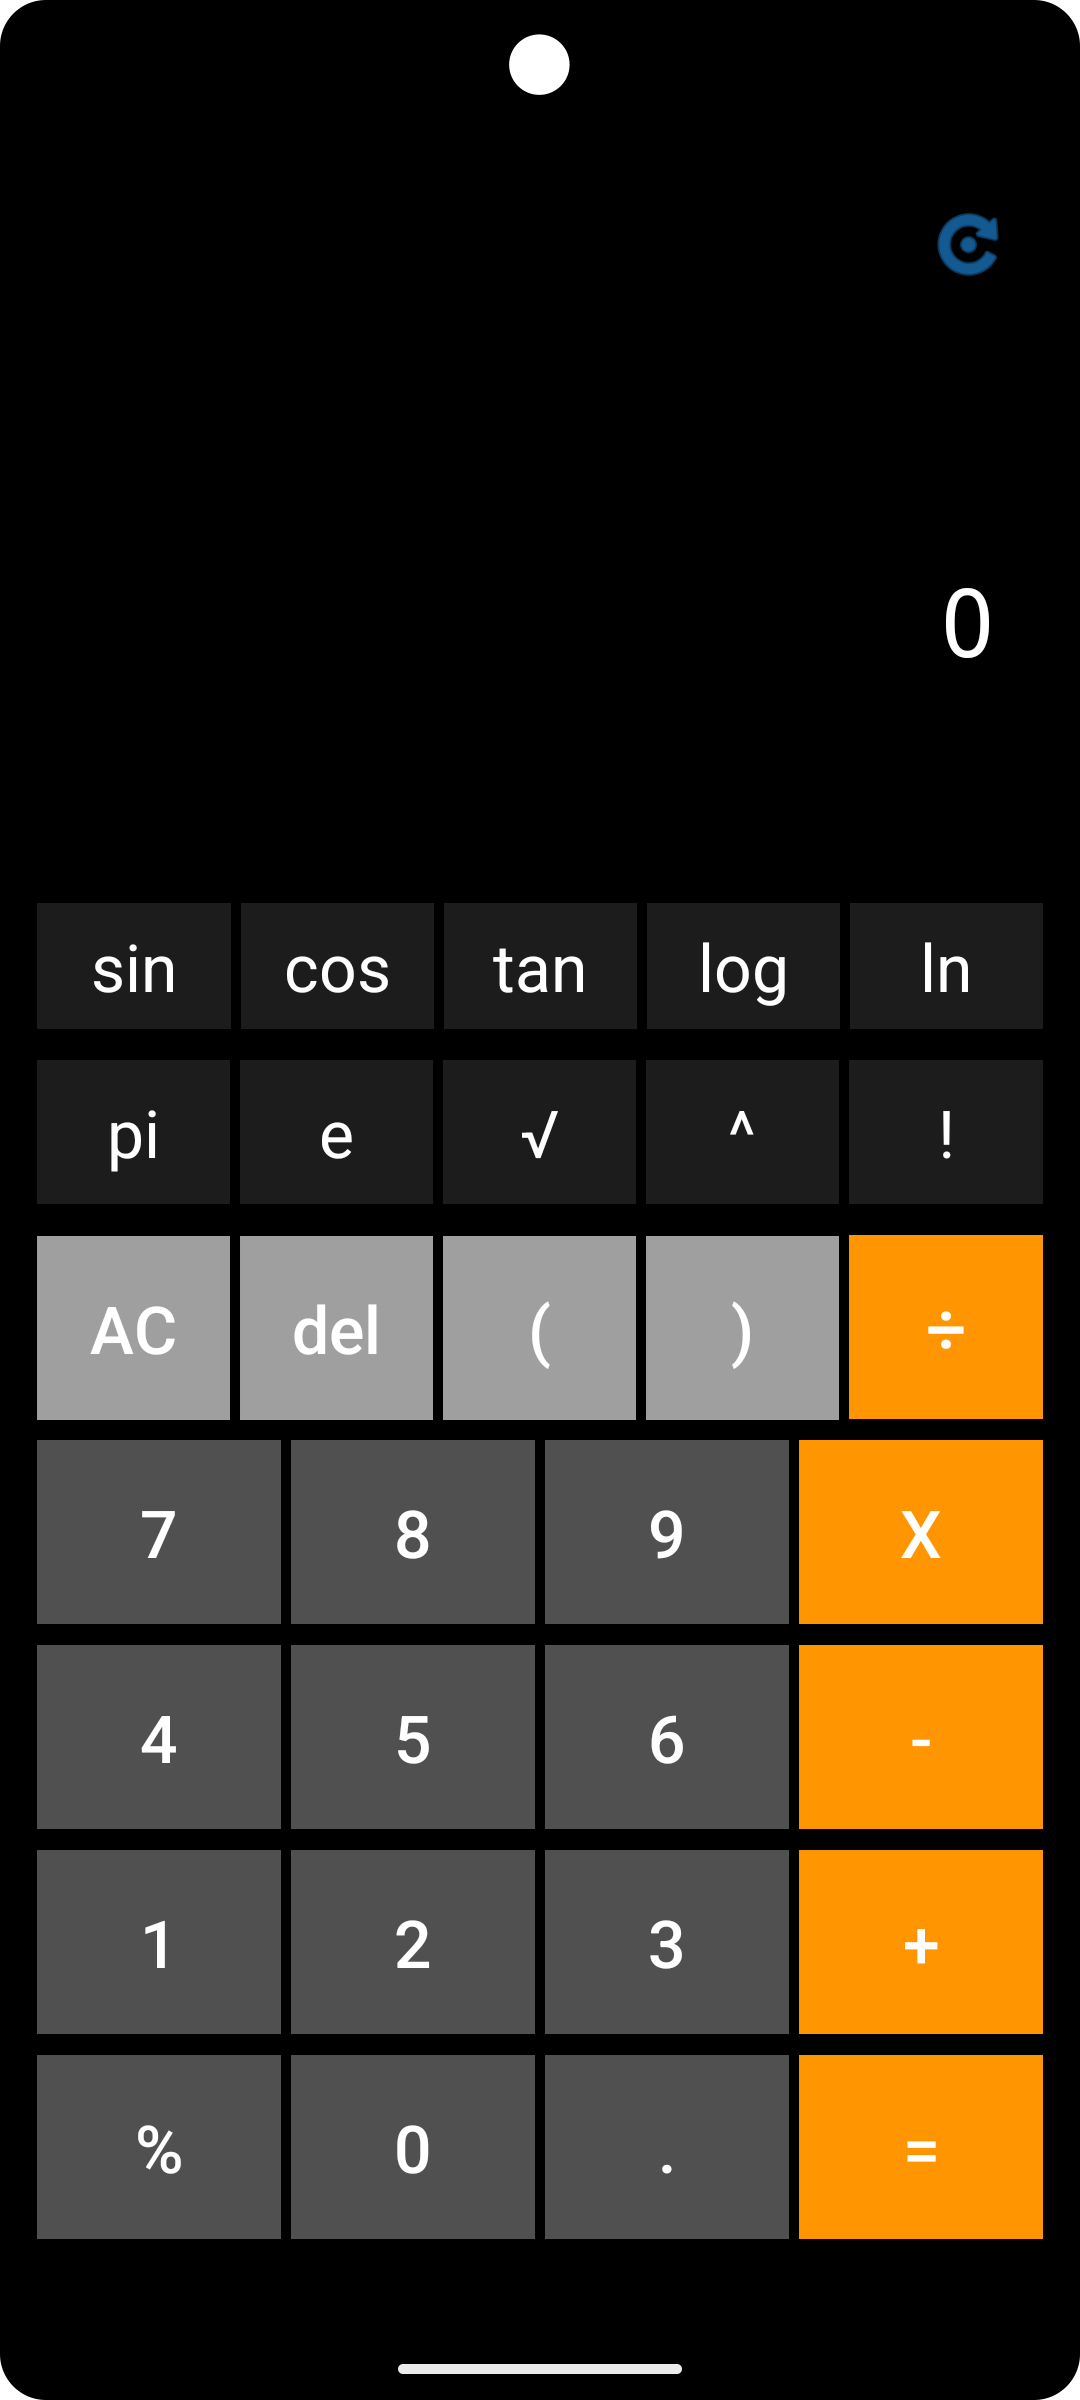 0
sin cos tan log ln
pi e √ ^ !
AC del ( ) ÷
7 8 9 X
4 5 6 -
1 2 3 +
% 0 . =